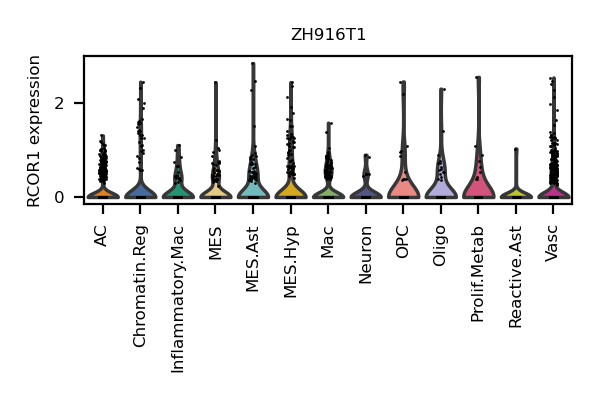 ZH916T1
RCOR1 expression
2
0
AC
Chromatin.Reg
Inflammatory.Mac
MES
MES.Ast
MES.Hyp
Mac
Neuron
OPC
Oligo
Prolif.Metab
Reactive.Ast
Vasc